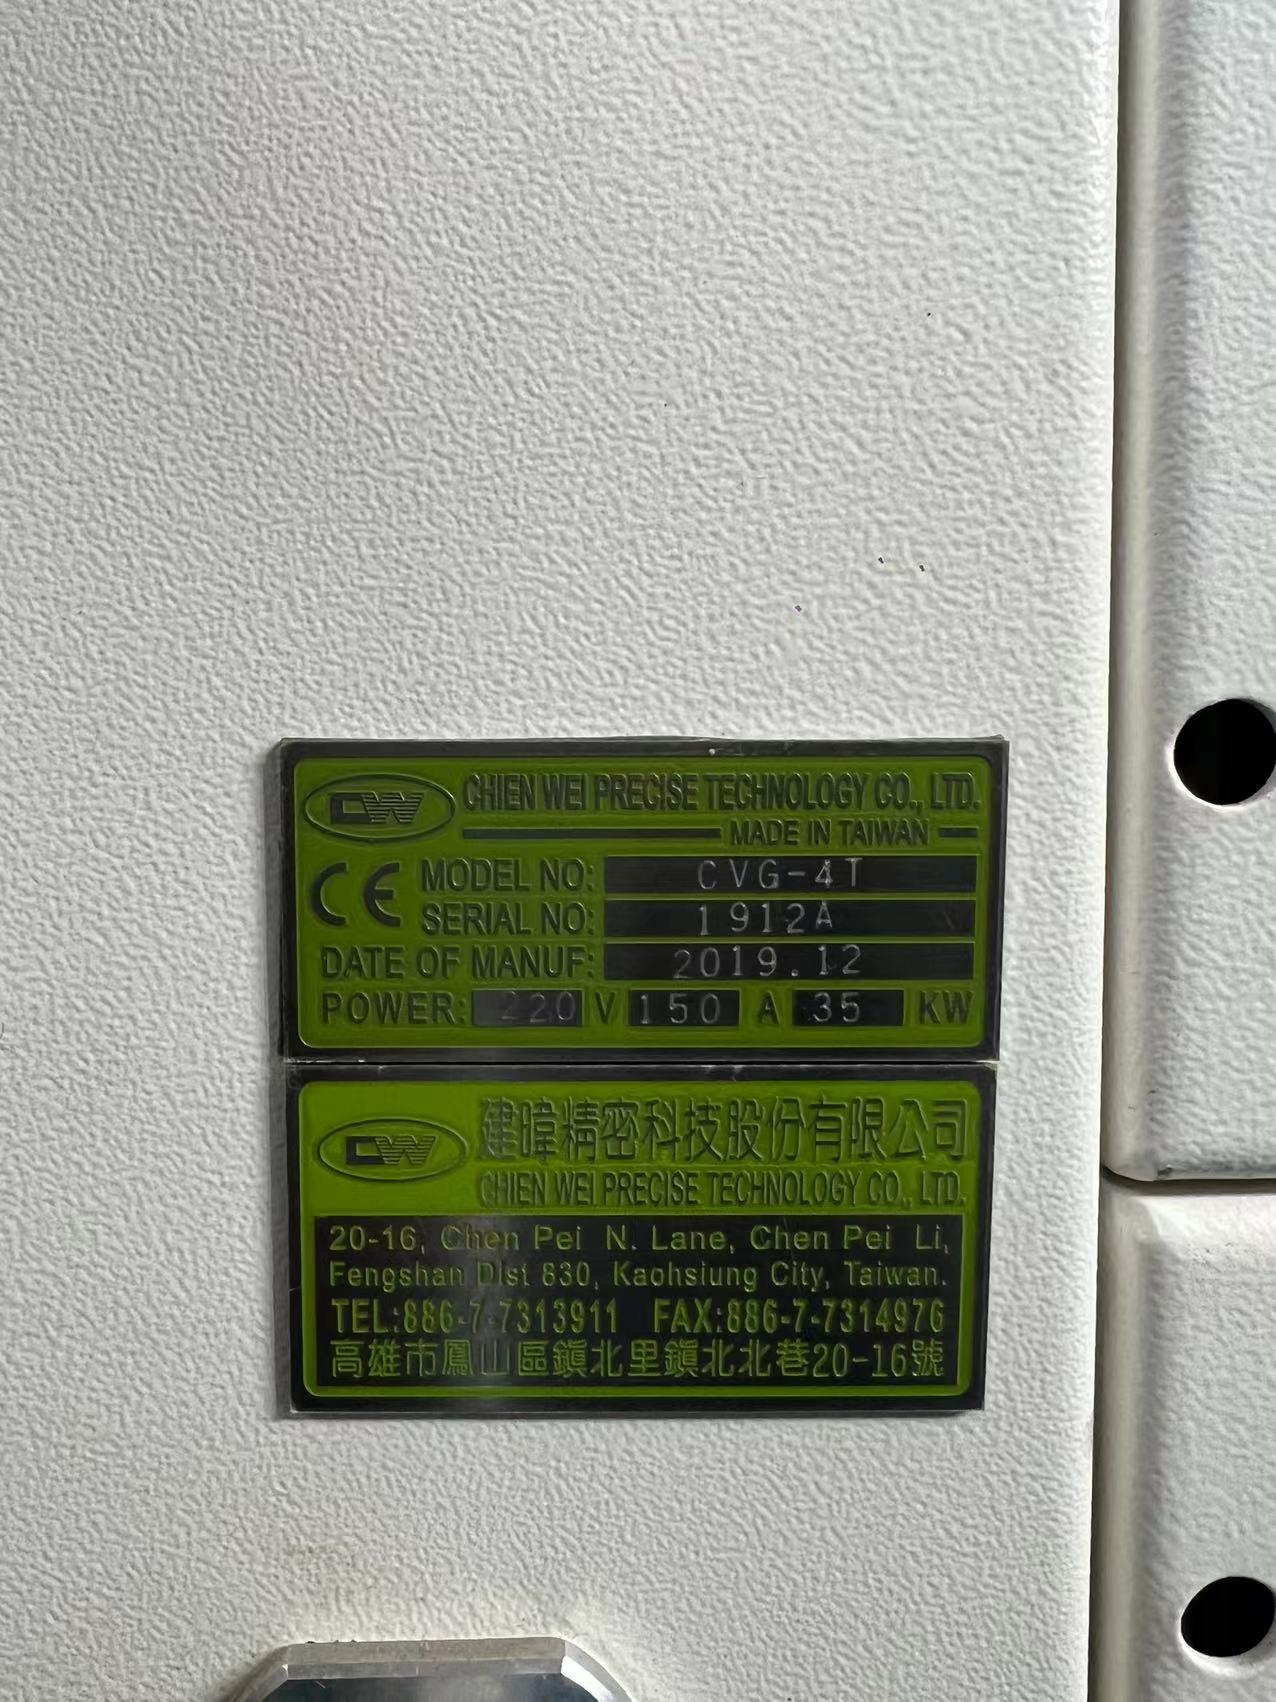 CW CHIEN WEI PRECISE TECHNOLOGY CO., LTD.
MADE IN TAIWAN
CE MODEL NO: CVG-4T
SERIAL NO: 1912A
DATE OF MANUF: 2019.12
POWER: 220 V 150 A 35 KW
CW 建暐精密科技股份有限公司
CHIEN WEI PRECISE TECHNOLOGY CO., LTD.
20-16, Chen Pei N. Lane, Chen Pei Li,
Fengshan Dist 830, Kaohsiung City, Taiwan.
TEL:886-7-7313911 FAX:886-7-7314976
高雄市鳳山區鎮北里鎮北北巷20-16號